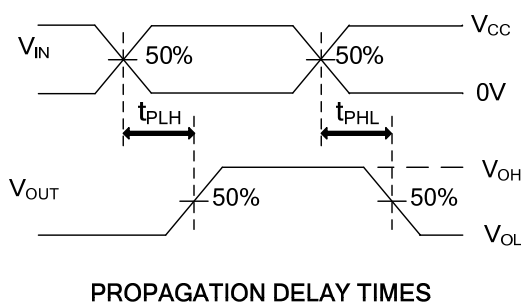 VCC
VIN
50%
50%
0V
tPLH
tPHL
VOH
VOUT
50%
50%
VOL
PROPAGATION DELAY TIMES